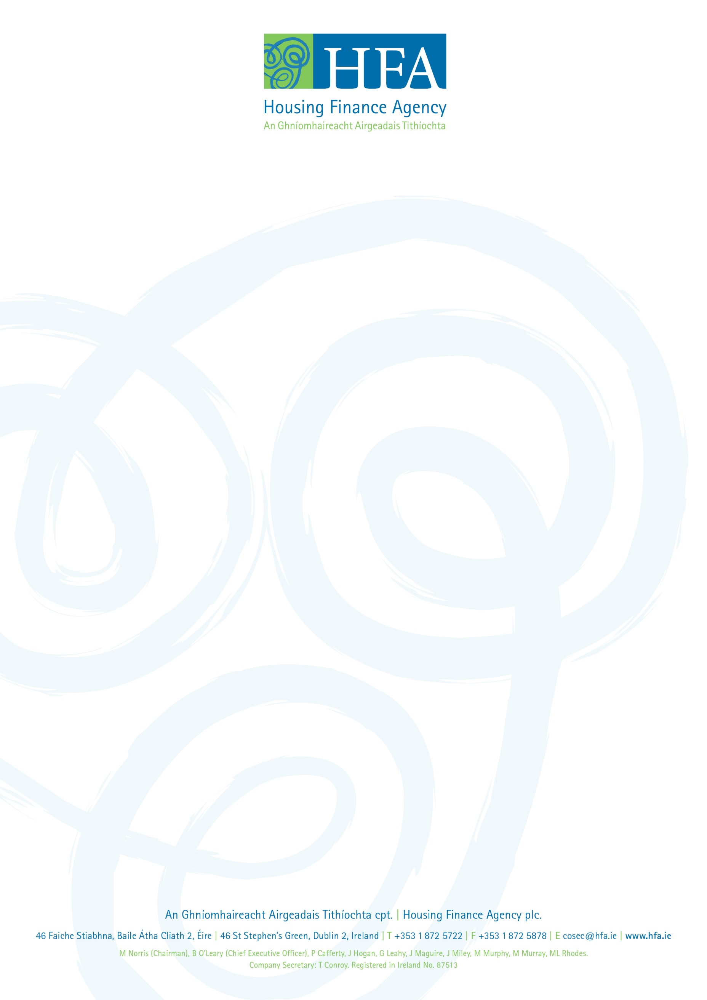 HFA
Housing Finance Agency
An Ghníomhaireacht Airgeadais Tithíochta
An Ghníomhaireacht Airgeadais Tithíochta cpt. | Housing Finance Agency plc.
46 Faiche Stiabhna, Baile Átha Cliath 2, Éire | 46 St Stephen’s Green, Dublin 2, Ireland | T +353 1 872 5722 | F +353 1 872 5878 | E cosec@hfa.ie | www.hfa.ie
M Norris (Chairman), B O’Leary (Chief Executive Officer), P Cafferty, J Hogan, G Leahy, J Maguire, J Miley, M Murphy, M Murray, ML Rhodes.
Company Secretary: T Conroy. Registered in Ireland No. 87513